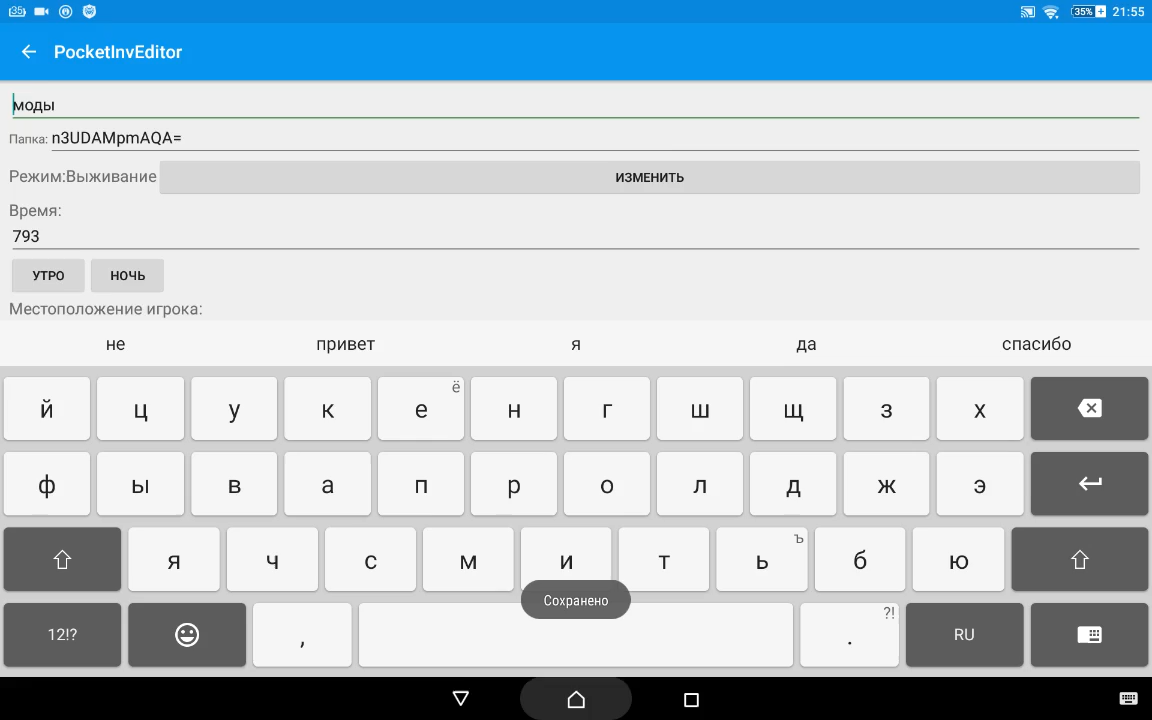 35 35% 21:55
PocketInvEditor
моды
Папка: n3UDAMpmAQA=
Режим:Выживание ИЗМЕНИТЬ
Время:
793
УТРО НОЧЬ
Местоположение игрока:
не привет я да спасибо
й ц у к е ё н г ш щ з х
ф ы в а п р о л д ж э
я ч с м и т ь ъ б ю
Сохранено
12!? , . ?! RU